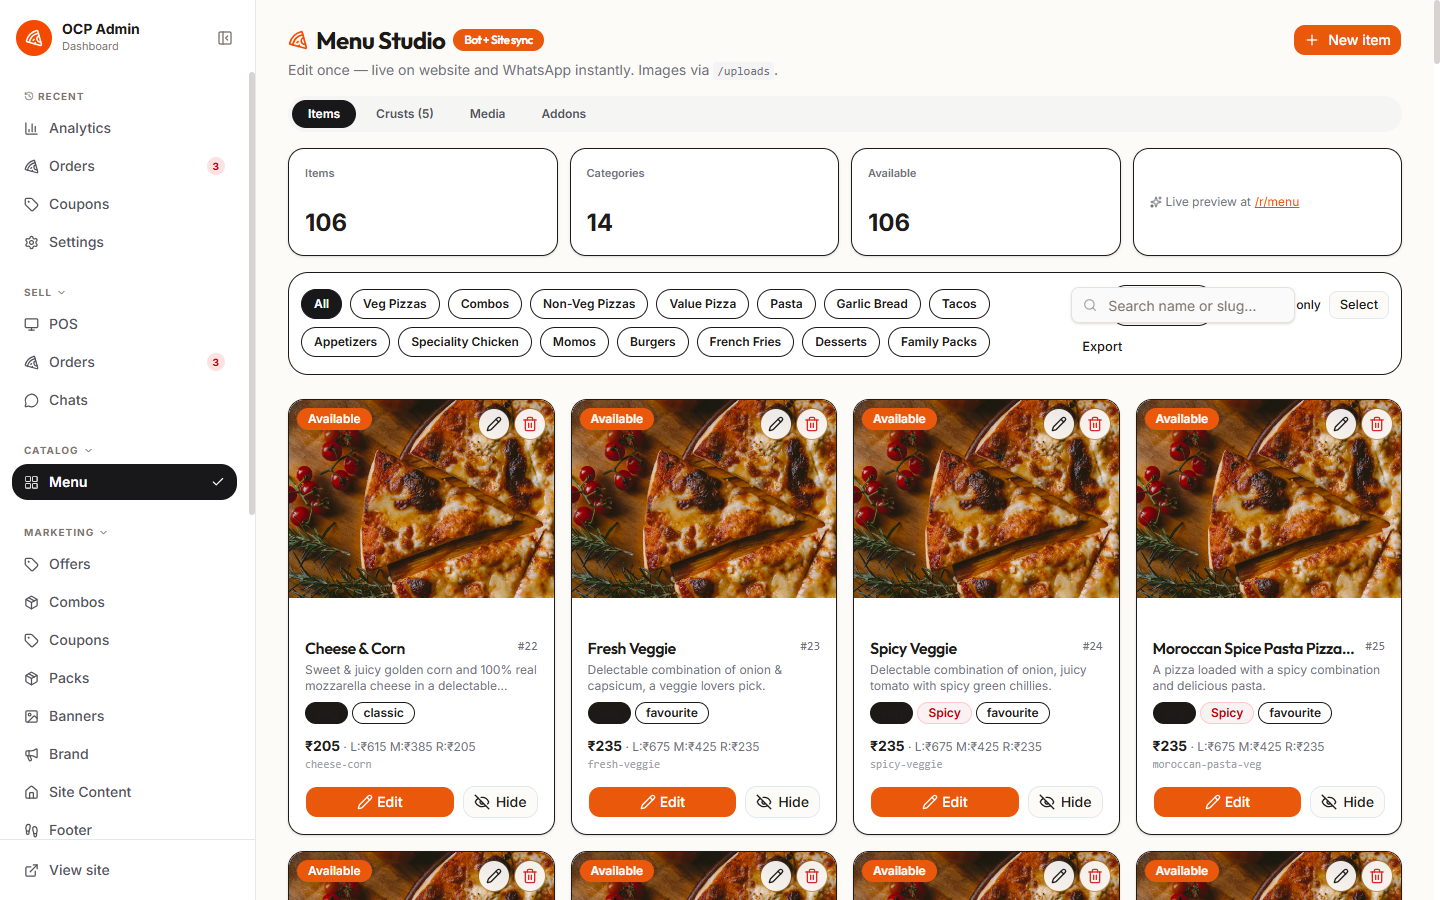 OCP Admin
Dashboard
RECENT
Analytics
Orders 3
Coupons
Settings
SELL
POS
Orders 3
Chats
CATALOG
Menu
MARKETING
Offers
Combos
Coupons
Packs
Banners
Brand
Site Content
Footer
View site
Menu Studio Bot + Site sync
New item
Edit once — live on website and WhatsApp instantly. Images via /uploads.
Items Crusts (5) Media Addons
Items
106
Categories
14
Available
106
Live preview at /r/menu
All Veg Pizzas Combos Non-Veg Pizzas Value Pizza Pasta Garlic Bread Tacos
Appetizers Speciality Chicken Momos Burgers French Fries Desserts Family Packs
Search name or slug... only Select
Export
Available
Cheese & Corn #22
Sweet & juicy golden corn and 100% real
mozzarella cheese in a delectable...
classic
₹205 · L:₹615 M:₹385 R:₹205
cheese-corn
Edit Hide
Available
Fresh Veggie #23
Delectable combination of onion &
capsicum, a veggie lovers pick.
favourite
₹235 · L:₹675 M:₹425 R:₹235
fresh-veggie
Edit Hide
Available
Spicy Veggie #24
Delectable combination of onion, juicy
tomato with spicy green chillies.
Spicy favourite
₹235 · L:₹675 M:₹425 R:₹235
spicy-veggie
Edit Hide
Available
Moroccan Spice Pasta Pizza... #25
A pizza loaded with a spicy combination
and delicious pasta.
Spicy favourite
₹235 · L:₹675 M:₹425 R:₹235
moroccan-pasta-veg
Edit Hide
Available
Available
Available
Available